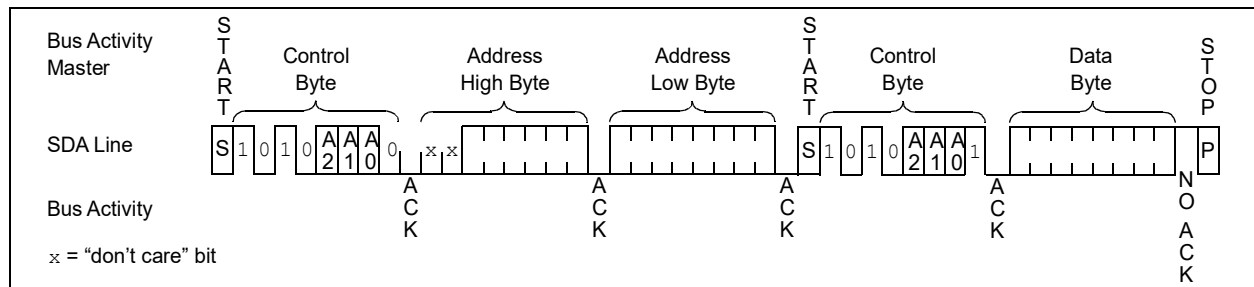 Bus Activity
Master
START
Control
Byte
Address
High Byte
Address
Low Byte
START
Control
Byte
Data
Byte
STOP
SDA Line
S 1 0 1 0 A2 A1 A0 0 x x S 1 0 1 0 A2 A1 A0 1 P
Bus Activity
ACK
ACK
ACK
ACK
NO ACK
x = “don’t care” bit